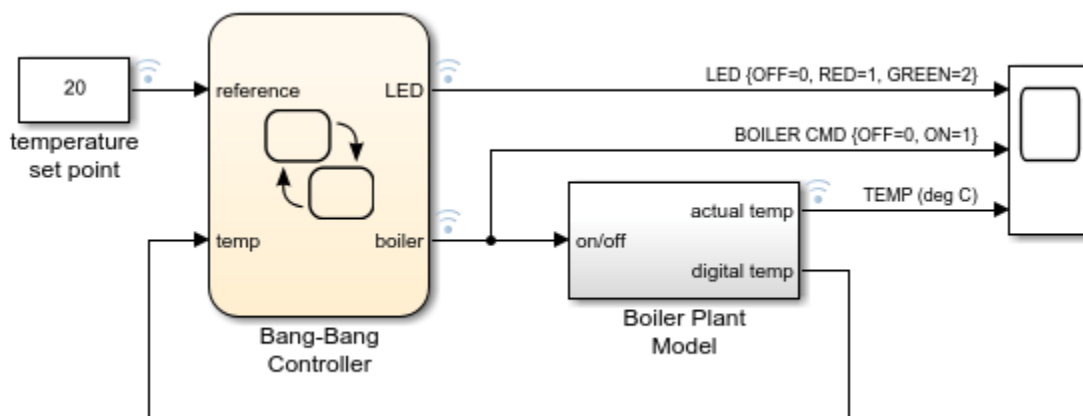 20
temperature
set point
reference
LED
temp
boiler
Bang-Bang
Controller
LED {OFF=0, RED=1, GREEN=2}
BOILER CMD {OFF=0, ON=1}
TEMP (deg C)
on/off
actual temp
digital temp
Boiler Plant
Model